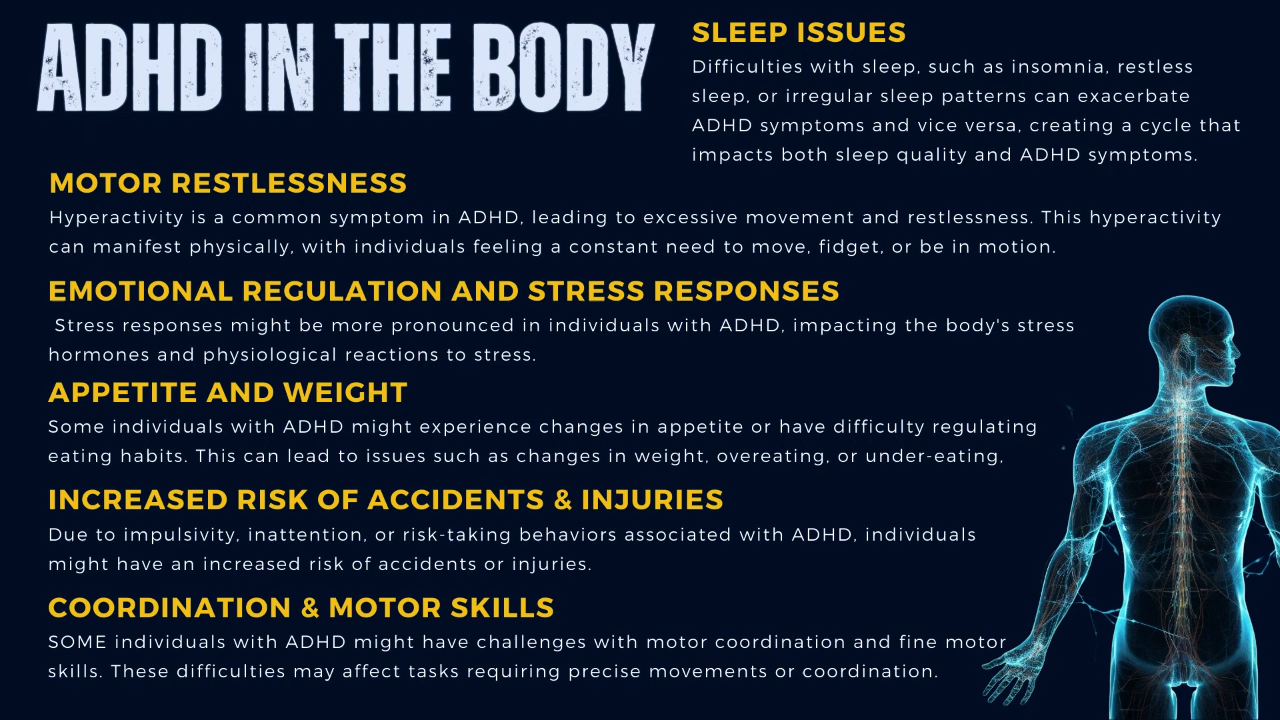 ADHD IN THE BODY
SLEEP ISSUES
Difficulties with sleep, such as insomnia, restless
sleep, or irregular sleep patterns can exacerbate
ADHD symptoms and vice versa, creating a cycle that
impacts both sleep quality and ADHD symptoms.
MOTOR RESTLESSNESS
Hyperactivity is a common symptom in ADHD, leading to excessive movement and restlessness. This hyperactivity
can manifest physically, with individuals feeling a constant need to move, fidget, or be in motion.
EMOTIONAL REGULATION AND STRESS RESPONSES
Stress responses might be more pronounced in individuals with ADHD, impacting the body's stress
hormones and physiological reactions to stress.
APPETITE AND WEIGHT
Some individuals with ADHD might experience changes in appetite or have difficulty regulating
eating habits. This can lead to issues such as changes in weight, overeating, or under-eating,
INCREASED RISK OF ACCIDENTS & INJURIES
Due to impulsivity, inattention, or risk-taking behaviors associated with ADHD, individuals
might have an increased risk of accidents or injuries.
COORDINATION & MOTOR SKILLS
SOME individuals with ADHD might have challenges with motor coordination and fine motor
skills. These difficulties may affect tasks requiring precise movements or coordination.